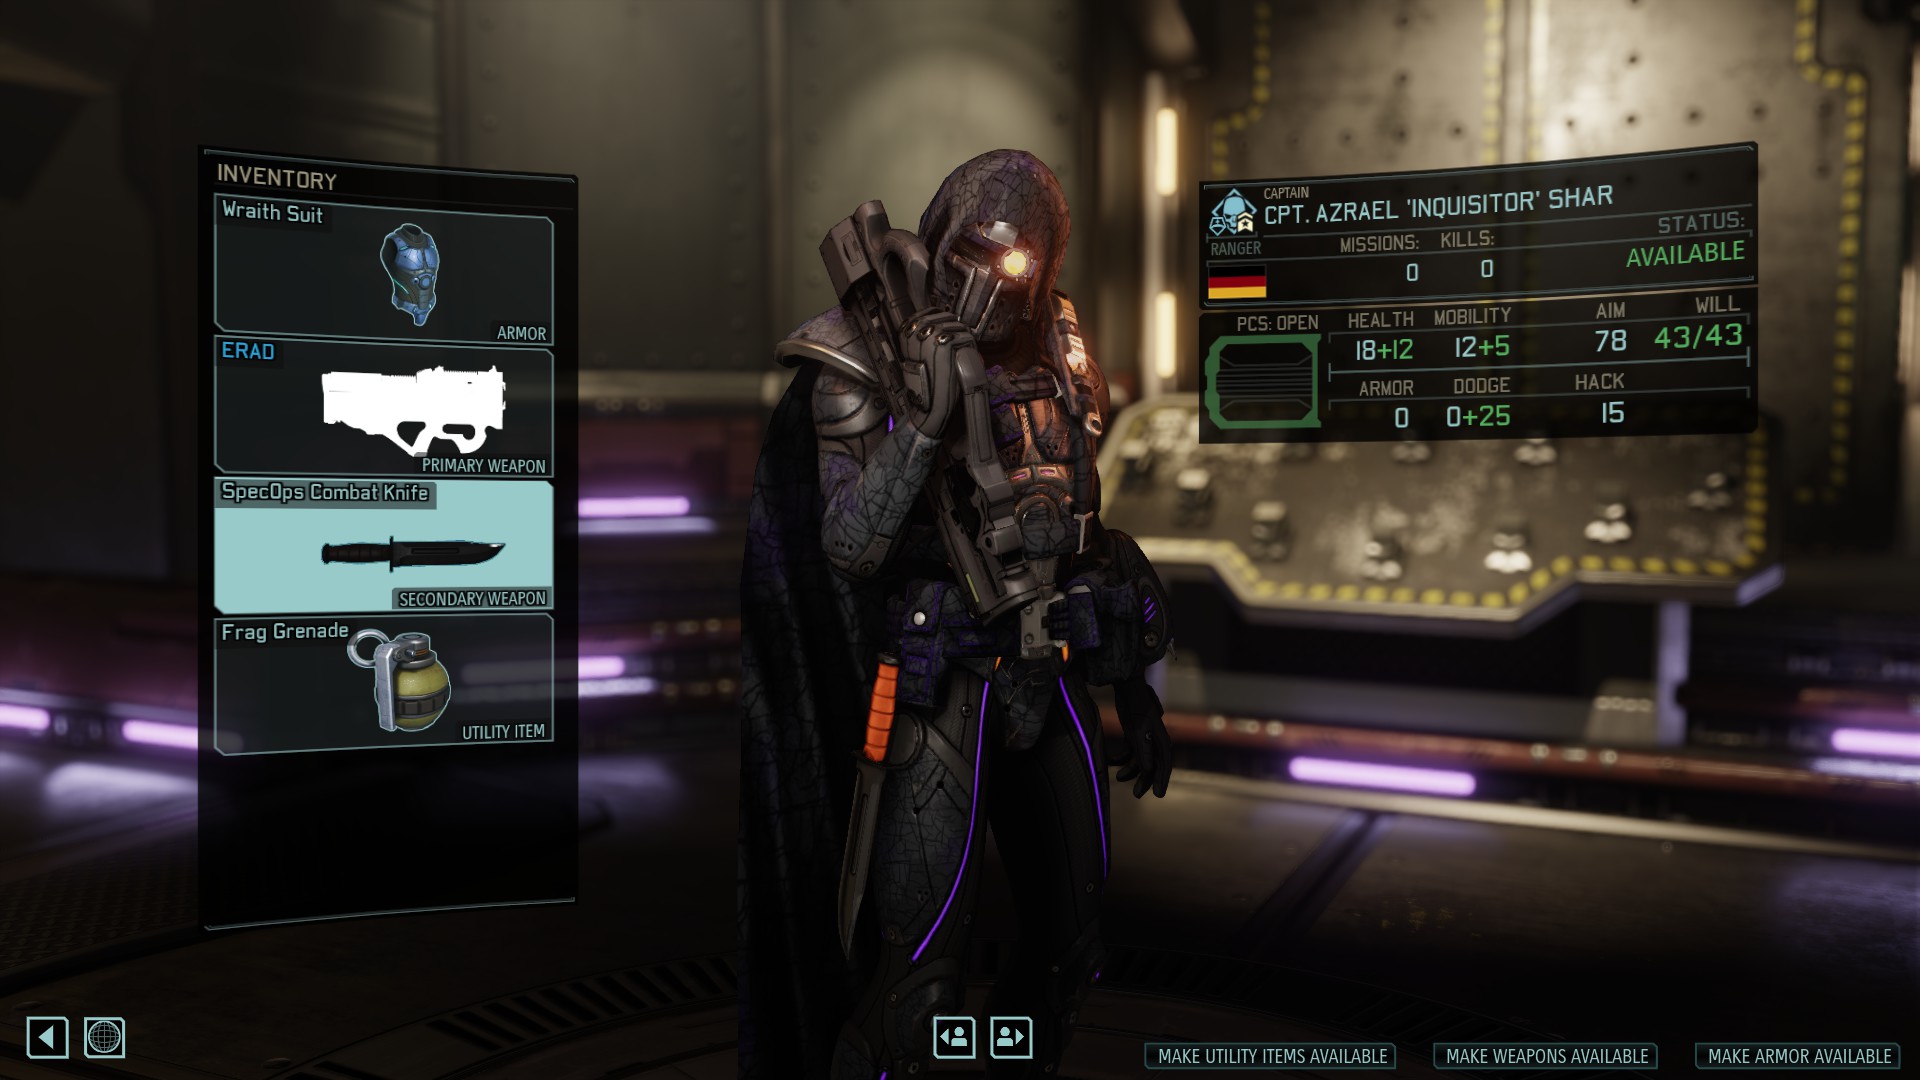 INVENTORY
Wraith Suit
ARMOR
ERAD
PRIMARY WEAPON
SpecOps Combat Knife
SECONDARY WEAPON
Frag Grenade
UTILITY ITEM
CAPTAIN
CPT. AZRAEL 'INQUISITOR' SHAR
RANGER
MISSIONS: KILLS: STATUS:
0 0 AVAILABLE
PCS: OPEN HEALTH MOBILITY AIM WILL
18+12 12+5 78 43/43
ARMOR DODGE HACK
0 0+25 15
MAKE UTILITY ITEMS AVAILABLE MAKE WEAPONS AVAILABLE MAKE ARMOR AVAILABLE